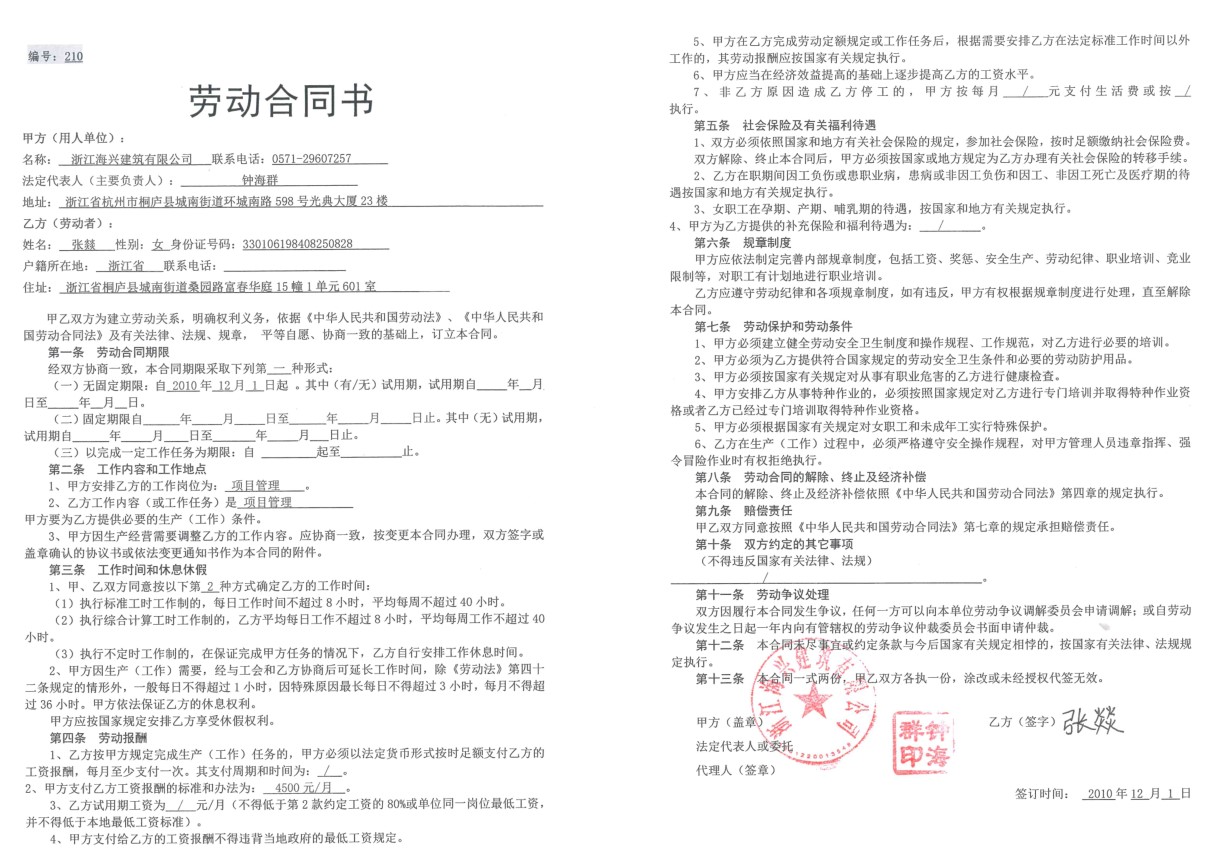 编号：210
劳动合同书
甲方（用人单位）：
名称： 浙江海兴建筑有限公司 联系电话：0571-29607257
法定代表人（主要负责人）： 钟海群
地址： 浙江省杭州市桐庐县城南街道环城南路 598 号光典大厦 23 楼
乙方（劳动者）：
姓名： 张燚 性别：女 身份证号码：330106198408250828
户籍所在地： 浙江省 联系电话：
住址： 浙江省桐庐县城南街道桑园路富春华庭 15 幢 1 单元 601 室
甲乙双方为建立劳动关系，明确权利义务，依据《中华人民共和国劳动法》、《中华人民共和
国劳动合同法》及有关法律、法规、规章， 平等自愿、协商一致的基础上，订立本合同。
第一条 劳动合同期限
经双方协商一致，本合同期限采取下列第 一 种形式：
（一）无固定期限：自 2010 年 12 月 1 日起 。其中（有/无）试用期，试用期自____年__月
日至____年__月__日。
（二）固定期限自_____年_____月_____日至_____年_____月_____日止。其中（无）试用期，
试用期自_____年_____月____日至_____年_____月___日止。
（三）以完成一定工作任务为期限：自 ________起至________止。
第二条 工作内容和工作地点
1、甲方安排乙方的工作岗位为： 项目管理 。
2、乙方工作内容（或工作任务）是 项目管理
甲方要为乙方提供必要的生产（工作）条件。
3、甲方因生产经营需要调整乙方的工作内容。应协商一致，按变更本合同办理，双方签字或
盖章确认的协议书或依法变更通知书作为本合同的附件。
第三条 工作时间和休息休假
1、甲、乙双方同意按以下第 2 种方式确定乙方的工作时间：
（1）执行标准工时工作制的，每日工作时间不超过 8 小时，平均每周不超过 40 小时。
（2）执行综合计算工时工作制的，乙方平均每日工作不超过 8 小时，平均每周工作不超过 40
小时。
（3）执行不定时工作制的，在保证完成甲方任务的情况下，乙方自行安排工作休息时间。
2、甲方因生产（工作）需要，经与工会和乙方协商后可延长工作时间，除《劳动法》第四十
二条规定的情形外，一般每日不得超过 1 小时，因特殊原因最长每日不得超过 3 小时，每月不得超
过 36 小时。甲方依法保证乙方的休息权利。
甲方应按国家规定安排乙方享受休假权利。
第四条 劳动报酬
1、乙方按甲方规定完成生产（工作）任务的，甲方必须以法定货币形式按时足额支付乙方的
工资报酬，每月至少支付一次。其支付周期和时间为： / 。
2、甲方支付乙方工资报酬的标准和办法为： 4500 元/月 。
3、乙方试用期工资为 / 元/月（不得低于第 2 款约定工资的 80%或单位同一岗位最低工资，
并不得低于本地最低工资标准）。
4、甲方支付给乙方的工资报酬不得违背当地政府的最低工资规定。
5、甲方在乙方完成劳动定额规定或工作任务后，根据需要安排乙方在法定标准工作时间以外
工作的，其劳动报酬应按国家有关规定执行。
6、甲方应当在经济效益提高的基础上逐步提高乙方的工资水平。
7、非乙方原因造成乙方停工的，甲方按每月 / 元支付生活费或按 /
执行。
第五条 社会保险及有关福利待遇
1、双方必须依照国家和地方有关社会保险的规定，参加社会保险，按时足额缴纳社会保险费。
双方解除、终止本合同后，甲方必须按国家或地方规定为乙方办理有关社会保险的转移手续。
2、乙方在职期间因工负伤或患职业病，患病或非因工负伤和因工、非因工死亡及医疗期的待
遇按国家和地方有关规定执行。
3、女职工在孕期、产期、哺乳期的待遇，按国家和地方有关规定执行。
4、甲方为乙方提供的补充保险和福利待遇为： / 。
第六条 规章制度
甲方应依法制定完善内部规章制度，包括工资、奖惩、安全生产、劳动纪律、职业培训、竞业
限制等，对职工有计划地进行职业培训。
乙方应遵守劳动纪律和各项规章制度，如有违反，甲方有权根据规章制度进行处理，直至解除
本合同。
第七条 劳动保护和劳动条件
1、甲方必须建立健全劳动安全卫生制度和操作规程、工作规范，对乙方进行必要的培训。
2、甲方必须为乙方提供符合国家规定的劳动安全卫生条件和必要的劳动防护用品。
3、甲方必须按国家有关规定对从事有职业危害的乙方进行健康检查。
4、甲方安排乙方从事特种作业的，必须按照国家规定对乙方进行专门培训并取得特种作业资
格或者乙方已经过专门培训取得特种作业资格。
5、甲方必须根据国家有关规定对女职工和未成年工实行特殊保护。
6、乙方在生产（工作）过程中，必须严格遵守安全操作规程，对甲方管理人员违章指挥、强
令冒险作业时有权拒绝执行。
第八条 劳动合同的解除、终止及经济补偿
本合同的解除、终止及经济补偿依照《中华人民共和国劳动合同法》第四章的规定执行。
第九条 赔偿责任
甲乙双方同意按照《中华人民共和国劳动合同法》第七章的规定承担赔偿责任。
第十条 双方约定的其它事项
（不得违反国家有关法律、法规）
/ 。
第十一条 劳动争议处理
双方因履行本合同发生争议，任何一方可以向本单位劳动争议调解委员会申请调解；或自劳动
争议发生之日起一年内向有管辖权的劳动争议仲裁委员会书面申请仲裁。
第十二条 本合同未尽事宜或约定条款与今后国家有关规定相悖的，按国家有关法律、法规规
定执行。
第十三条 本合同一式两份，甲乙双方各执一份，涂改或未经授权代签无效。
浙江海兴建筑有限公司
甲方（盖章）
乙方（签字）张燚
法定代表人或委托
代理人（签章）
钟海群印
签订时间： 2010 年 12 月 1 日